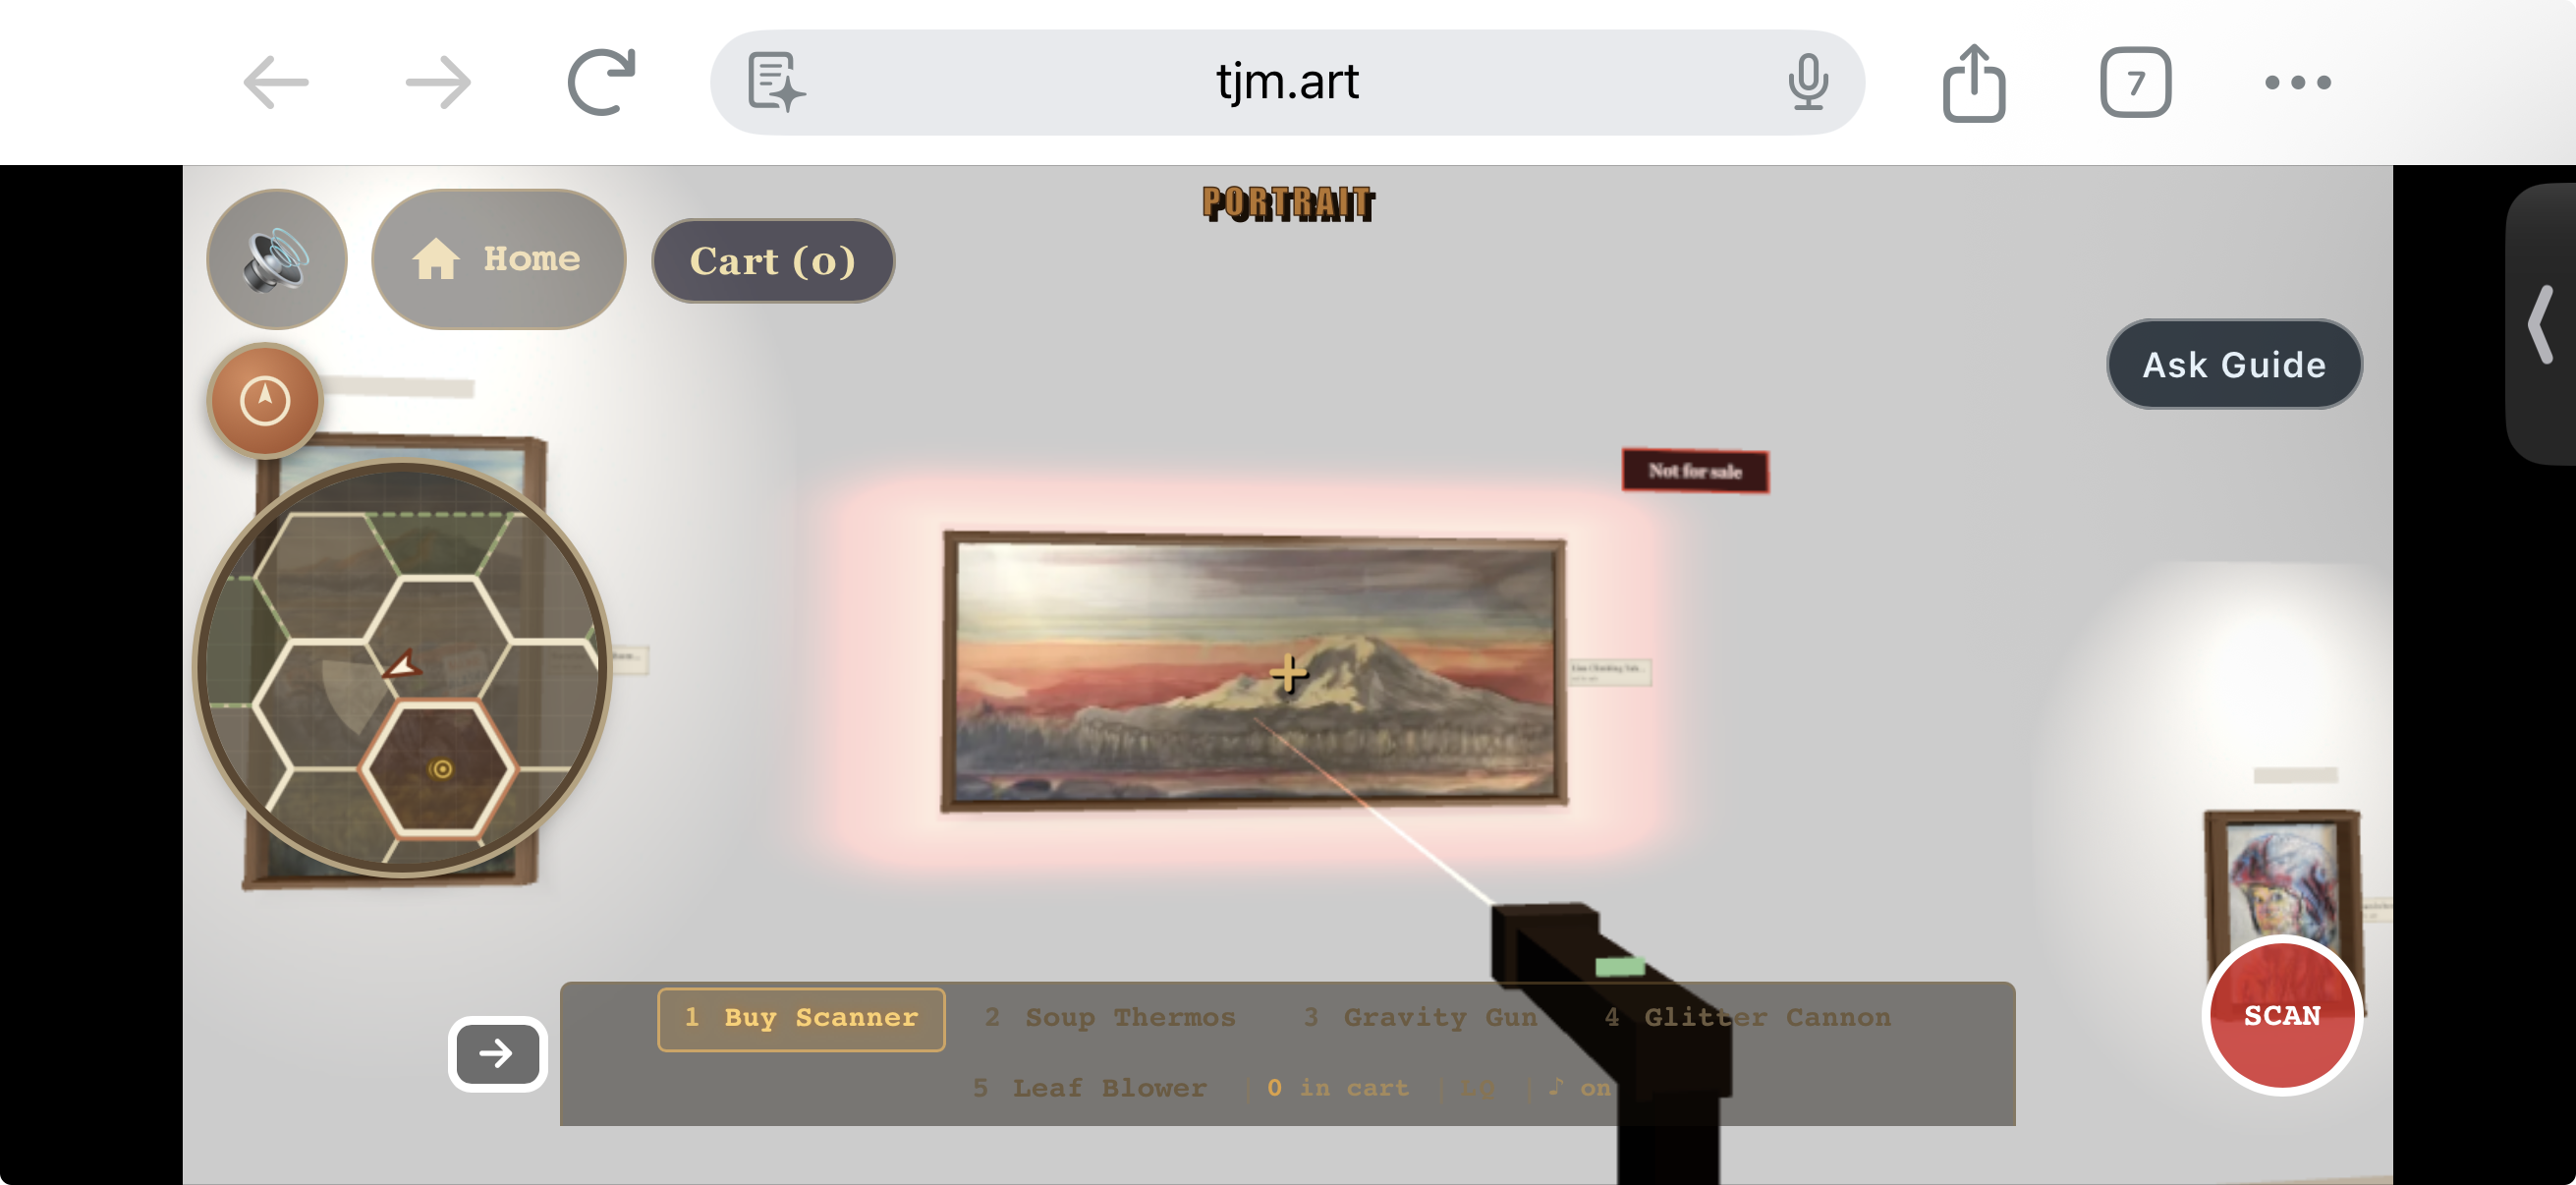 tjm.art
7
PORTRAIT
Home
Cart (0)
Ask Guide
Not for sale
1 Buy Scanner 2 Soup Thermos 3 Gravity Gun 4 Glitter Cannon
5 Leaf Blower | 0 in cart | | ♪ on
SCAN